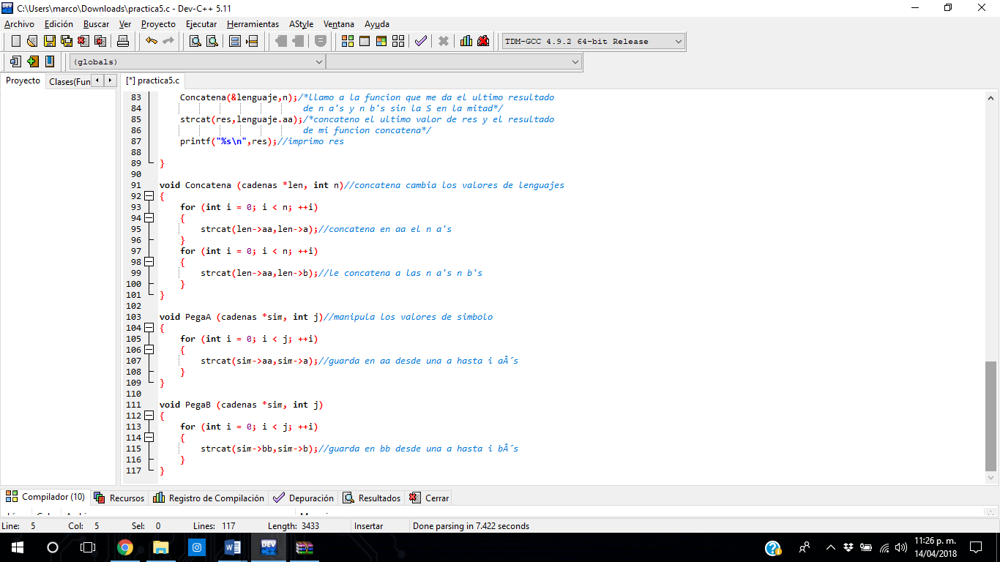 C:\Users\marco\Downloads\practica5.c - Dev-C++ 5.11
Archivo Edición Buscar Ver Proyecto Ejecutar Herramientas AStyle Ventana Ayuda
TDM-GCC 4.9.2 64-bit Release
(globals)
Proyecto Clases(Fun [*] practica5.c
83 Concatena(&lenguaje,n);/*llamo a la funcion que me da el ultimo resultado
84 de n a's y n b's sin la S en la mitad*/
85 strcat(res,lenguaje.aa);/*concateno el ultimo valor de res y el resultado
86 de mi funcion concatena*/
87 printf("%s\n",res);//imprimo res
88
89 }
90
91 void Concatena (cadenas *len, int n)//concatena cambia los valores de lenguajes
92 {
93 for (int i = 0; i < n; ++i)
94 {
95 strcat(len->aa,len->a);//concatena en aa el n a's
96 }
97 for (int i = 0; i < n; ++i)
98 {
99 strcat(len->aa,len->b);//le concatena a las n a's n b's
100 }
101 }
102
103 void PegaA (cadenas *sim, int j)//manipula los valores de simbolo
104 {
105 for (int i = 0; i < j; ++i)
106 {
107 strcat(sim->aa,sim->a);//guarda en aa desde una a hasta i aÂ´s
108 }
109 }
110
111 void PegaB (cadenas *sim, int j)
112 {
113 for (int i = 0; i < j; ++i)
114 {
115 strcat(sim->bb,sim->b);//guarda en bb desde una a hasta i bÂ´s
116 }
117 }
Compilador (10) Recursos Registro de Compilación Depuración Resultados Cerrar
Line: 5 Col: 5 Sel: 0 Lines: 117 Length: 3433 Insertar Done parsing in 7.422 seconds
11:26 p. m.
14/04/2018